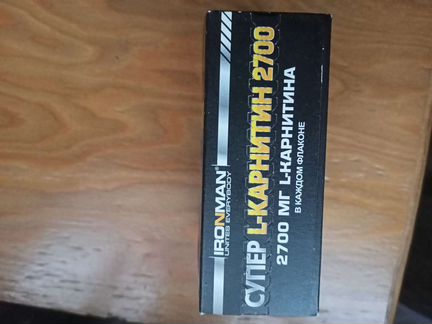 IRONMAN®
UNITES EVERYBODY
СУПЕР L-КАРНИТИН 2700
2700 МГ L-КАРНИТИНА
В КАЖДОМ ФЛАКОНЕ